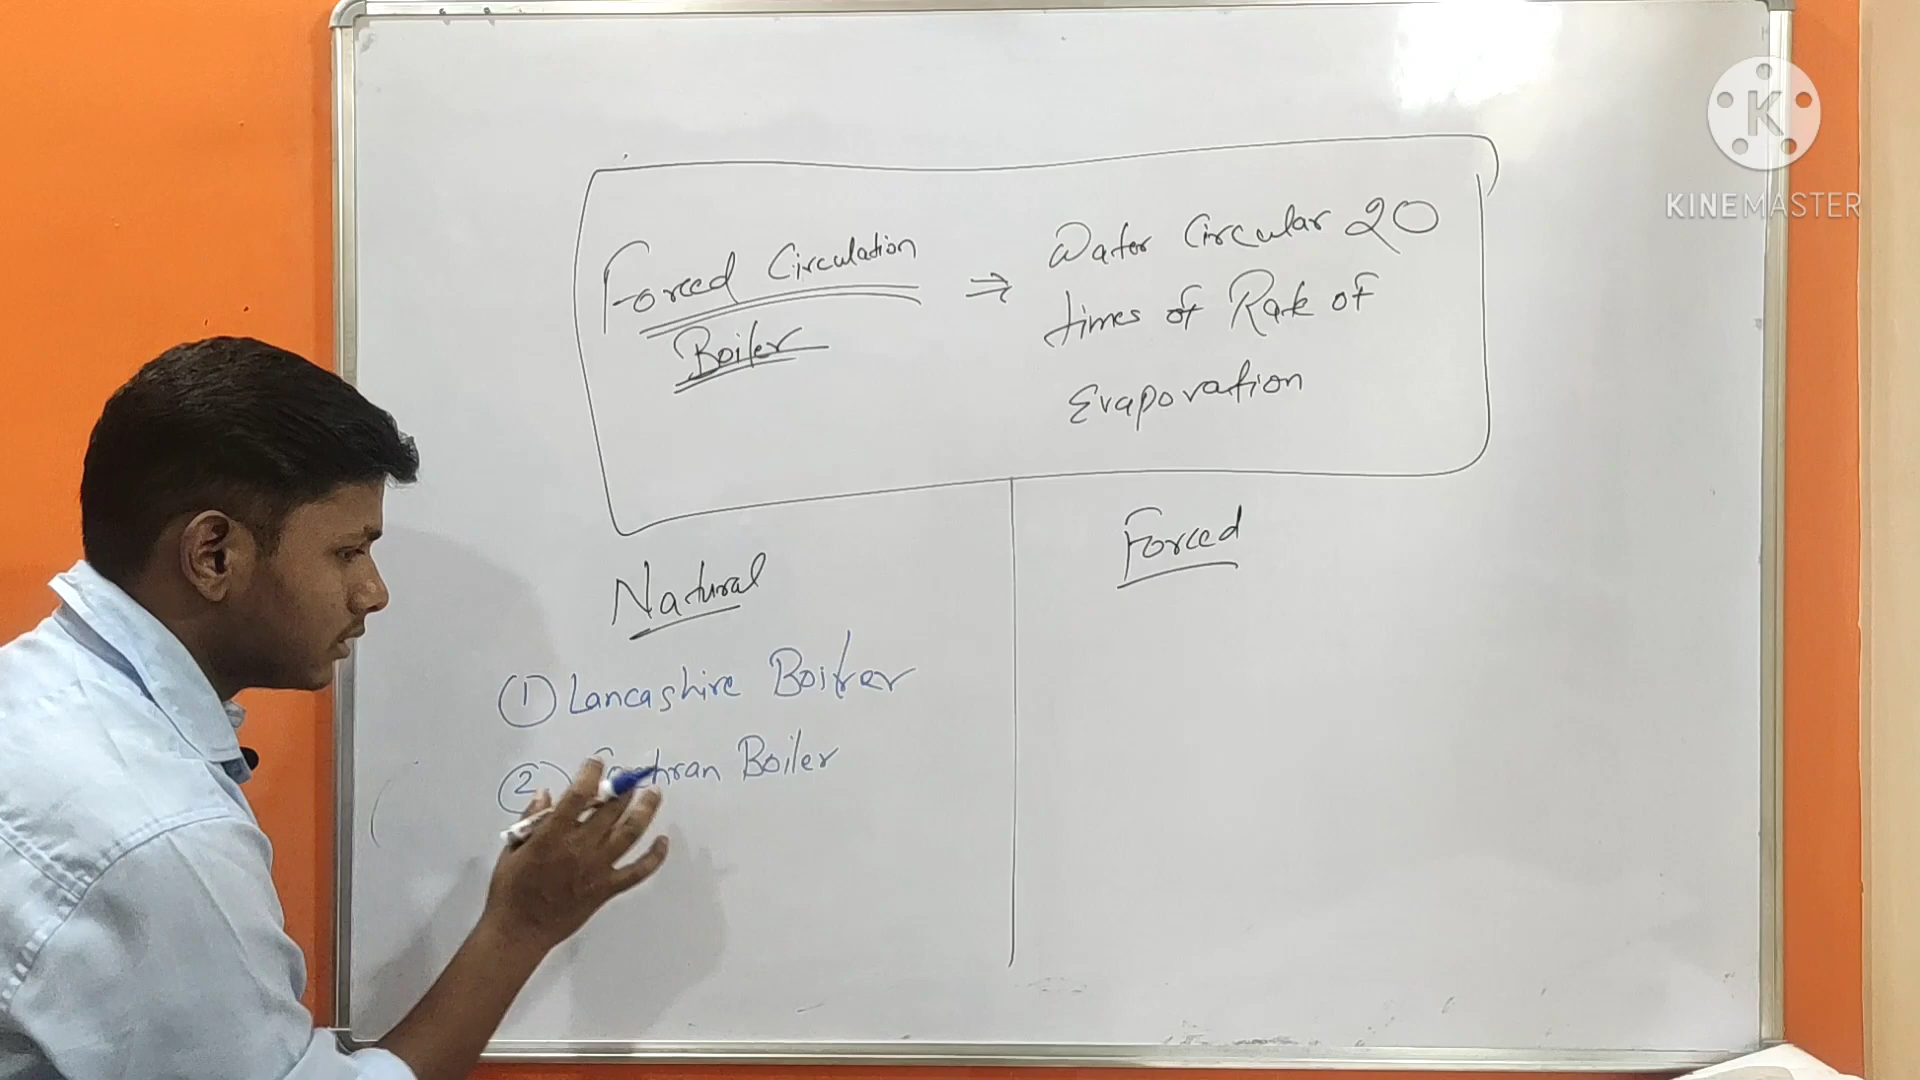 Forced Circulation
Boiler
⇒ Water Circular 20
times of Rate of
Evaporation
Natural
① Lancashire Boiler
② Cochran Boiler
Forced
K
KINEMASTER